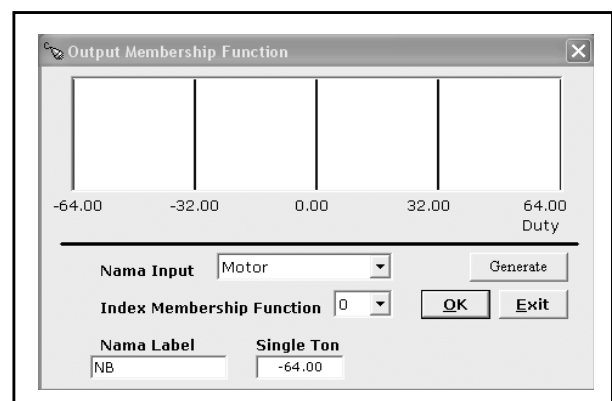 Output Membership Function
-64.00 -32.00 0.00 32.00 64.00
Duty
Nama Input Motor Generate
Index Membership Function 0 OK Exit
Nama Label Single Ton
NB -64.00